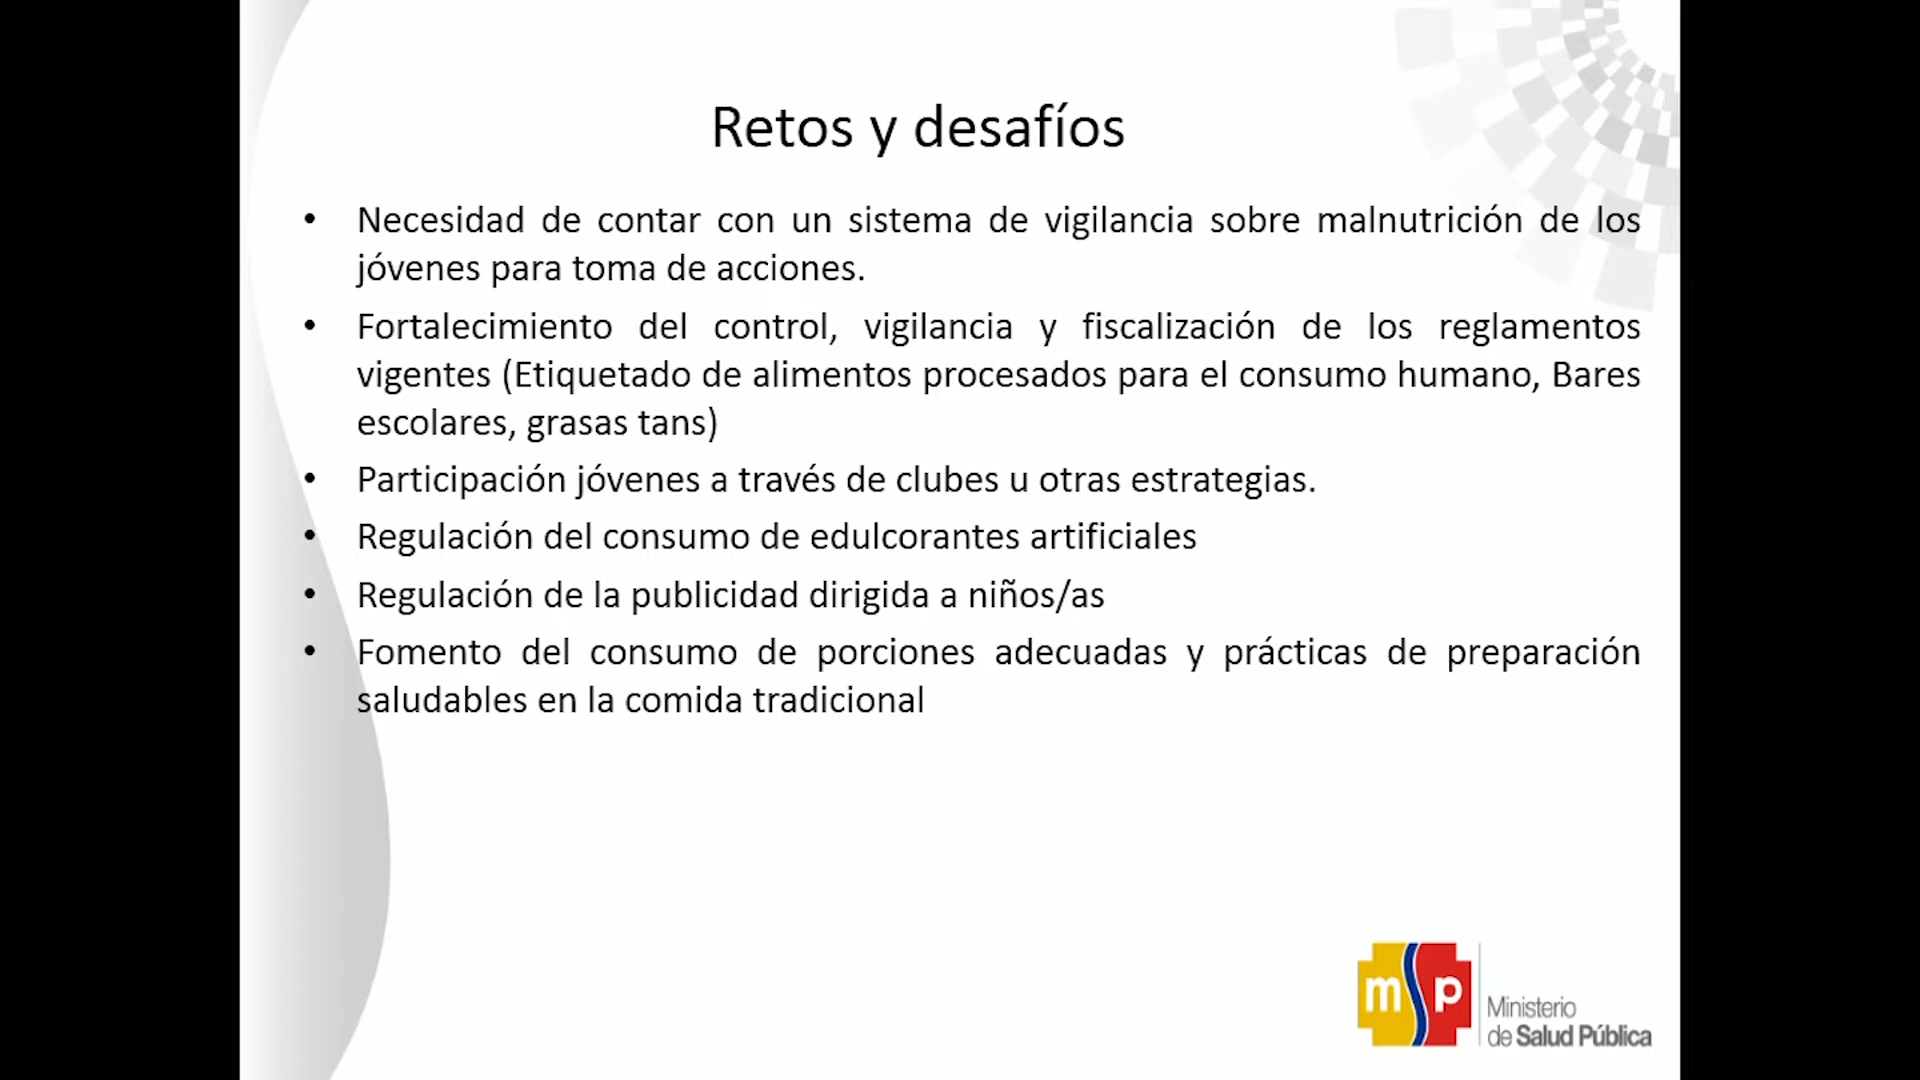 Retos y desafíos
• Necesidad de contar con un sistema de vigilancia sobre malnutrición de los
jóvenes para toma de acciones.
• Fortalecimiento del control, vigilancia y fiscalización de los reglamentos
vigentes (Etiquetado de alimentos procesados para el consumo humano, Bares
escolares, grasas tans)
• Participación jóvenes a través de clubes u otras estrategias.
• Regulación del consumo de edulcorantes artificiales
• Regulación de la publicidad dirigida a niños/as
• Fomento del consumo de porciones adecuadas y prácticas de preparación
saludables en la comida tradicional
msp
Ministerio
de Salud Pública